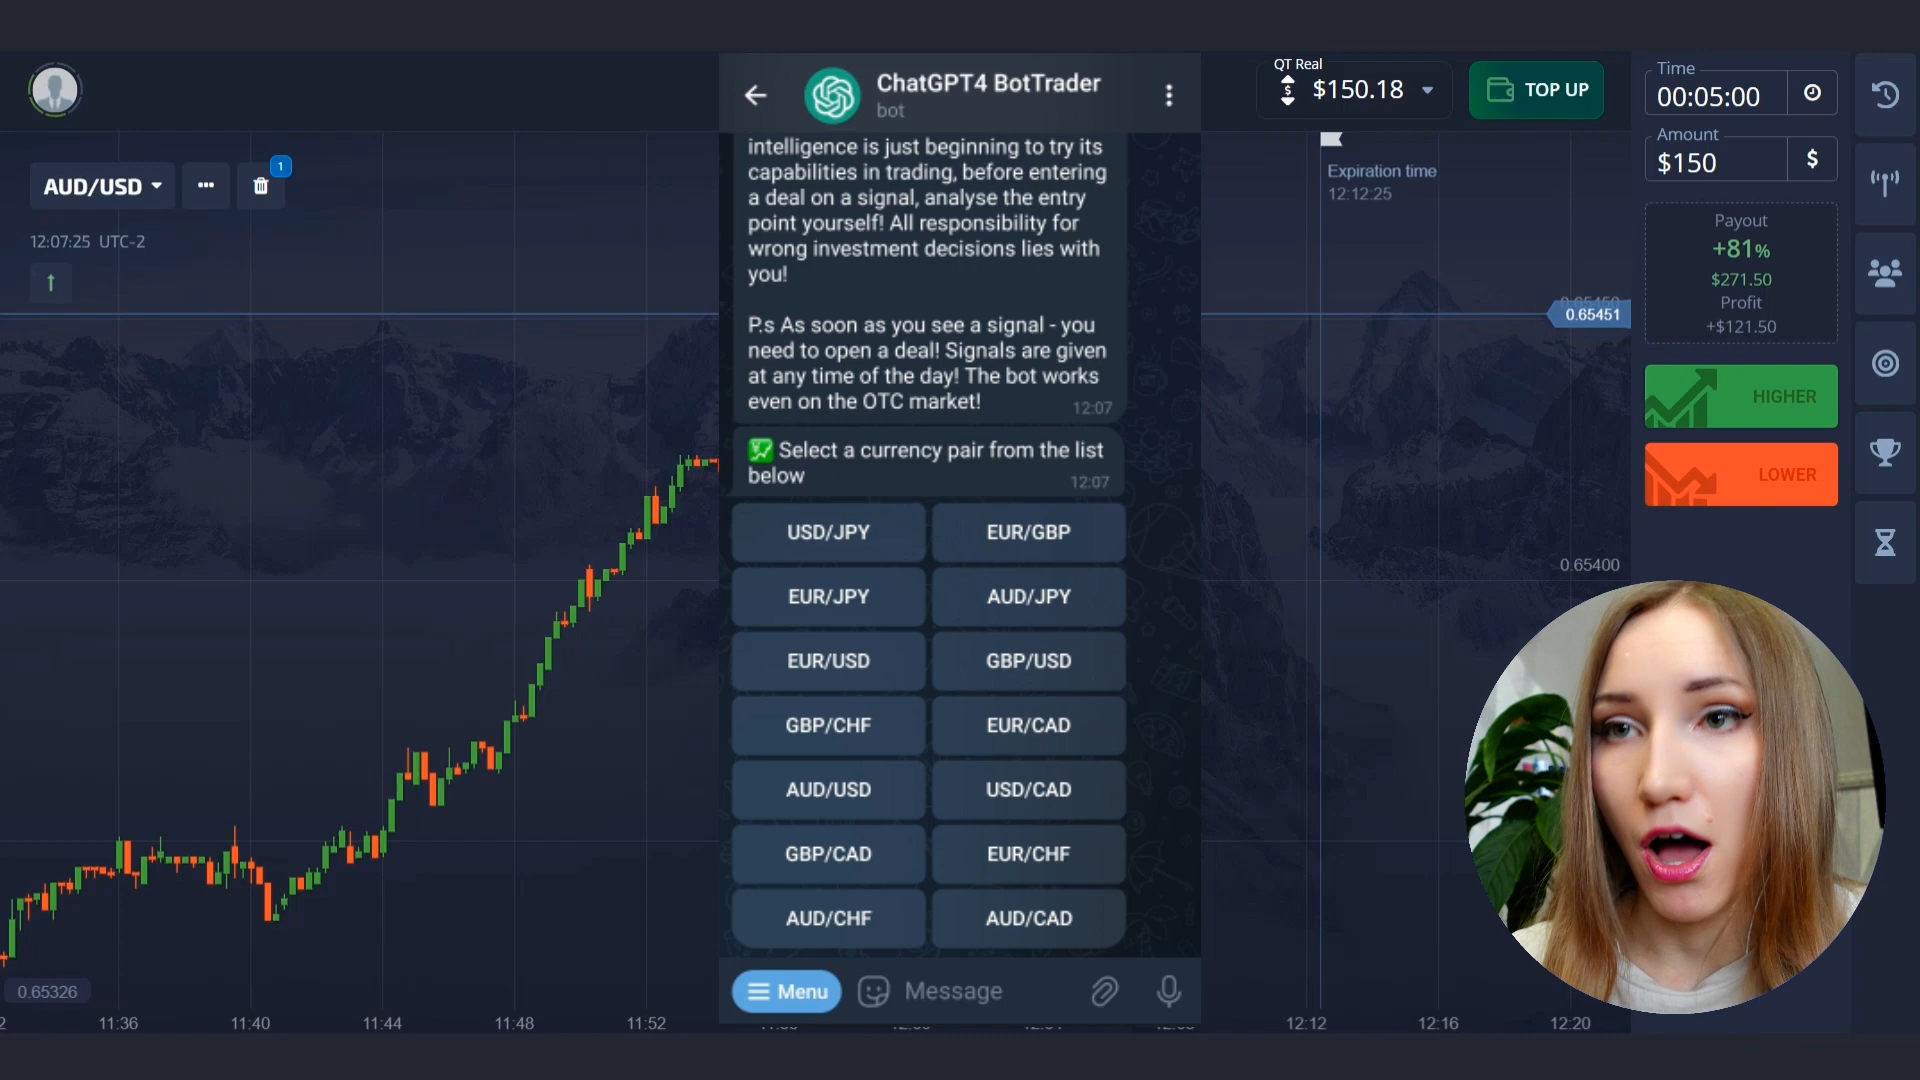 ChatGPT4 BotTrader
bot
intelligence is just beginning to try its
capabilities in trading, before entering
a deal on a signal, analyse the entry
point yourself! All responsibility for
wrong investment decisions lies with
you!
P.s As soon as you see a signal - you
need to open a deal! Signals are given
at any time of the day! The bot works
even on the OTC market!
12:07
Select a currency pair from the list
below
12:07
USD/JPY
EUR/GBP
EUR/JPY
AUD/JPY
EUR/USD
GBP/USD
GBP/CHF
EUR/CAD
AUD/USD
USD/CAD
GBP/CAD
EUR/CHF
AUD/CHF
AUD/CAD
Menu
Message
AUD/USD
1
12:07:25 UTC-2
0.65326
11:36
11:40
11:44
11:48
11:52
12:12
12:16
12:20
QT Real
$150.18
TOP UP
Expiration time
12:12:25
0.65451
0.65400
Time
00:05:00
Amount
$150
$
Payout
+81%
$271.50
Profit
+$121.50
HIGHER
LOWER